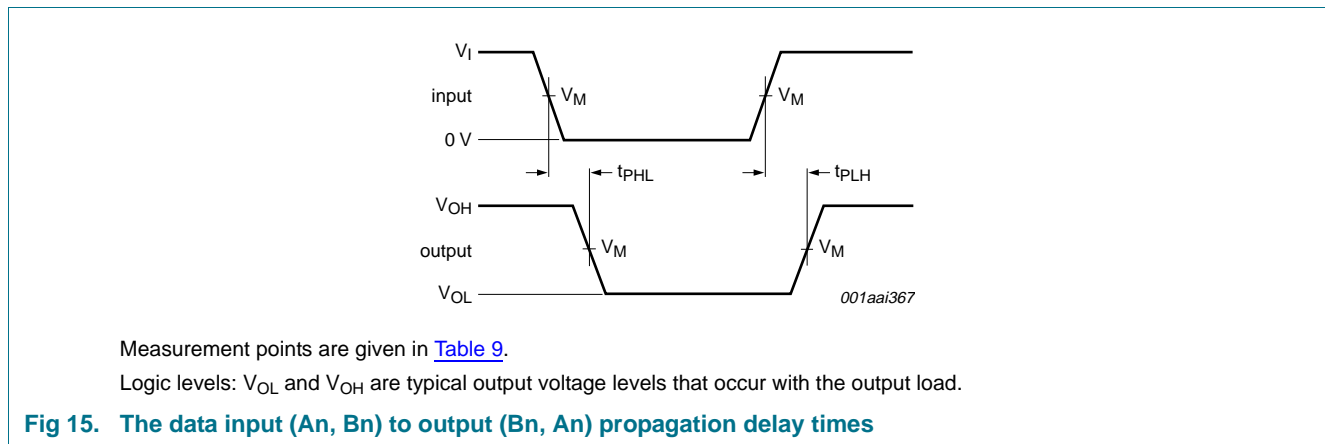 V_I
input
V_M
V_M
0 V
t_PHL
t_PLH
V_OH
output
V_M
V_M
V_OL
001aai367
Measurement points are given in Table 9.
Logic levels: V_OL and V_OH are typical output voltage levels that occur with the output load.
Fig 15. The data input (An, Bn) to output (Bn, An) propagation delay times